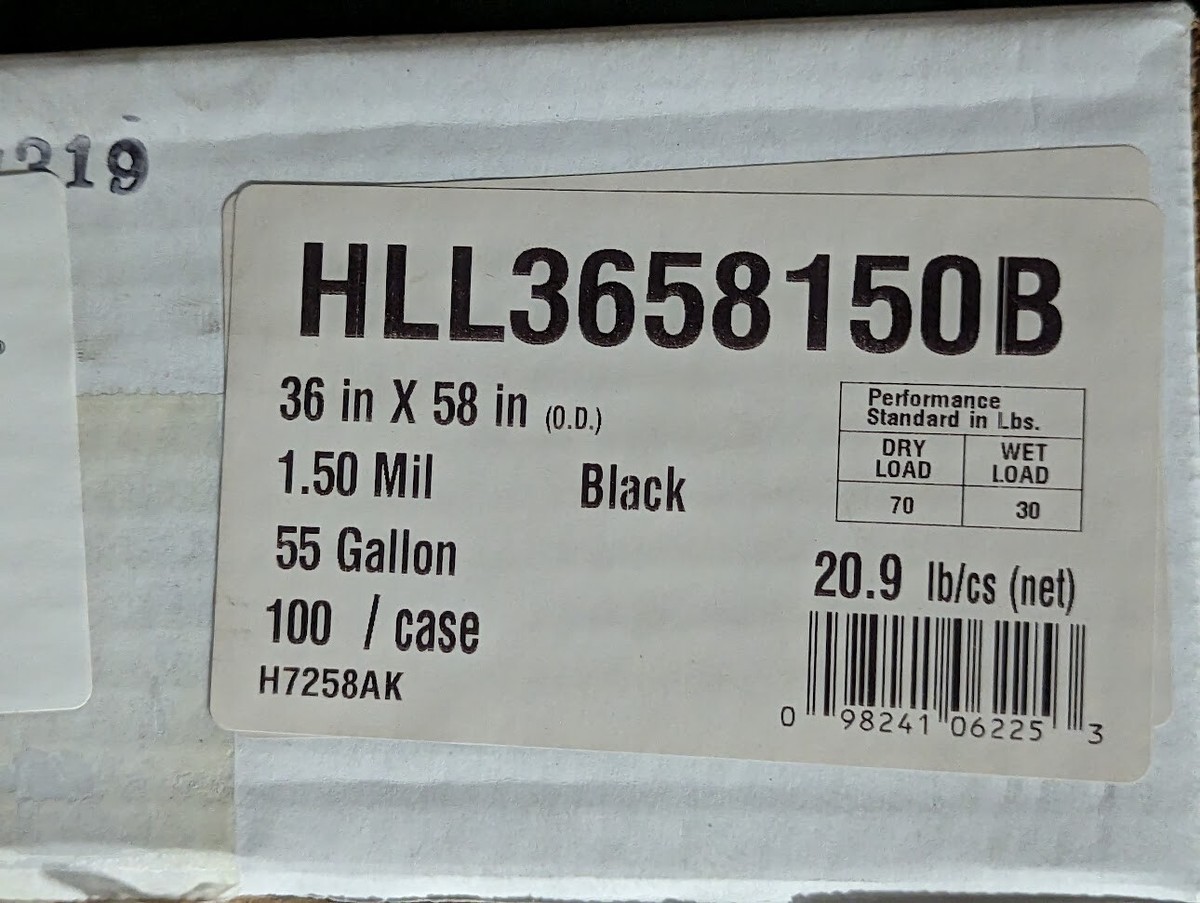 219
HLL3658150B
36 in X 58 in (O.D.)
1.50 Mil Black
55 Gallon
100 / case
H7258AK
Performance
Standard in Lbs.
DRY LOAD WET LOAD
70 30
20.9 lb/cs (net)
0 98241 06225 3